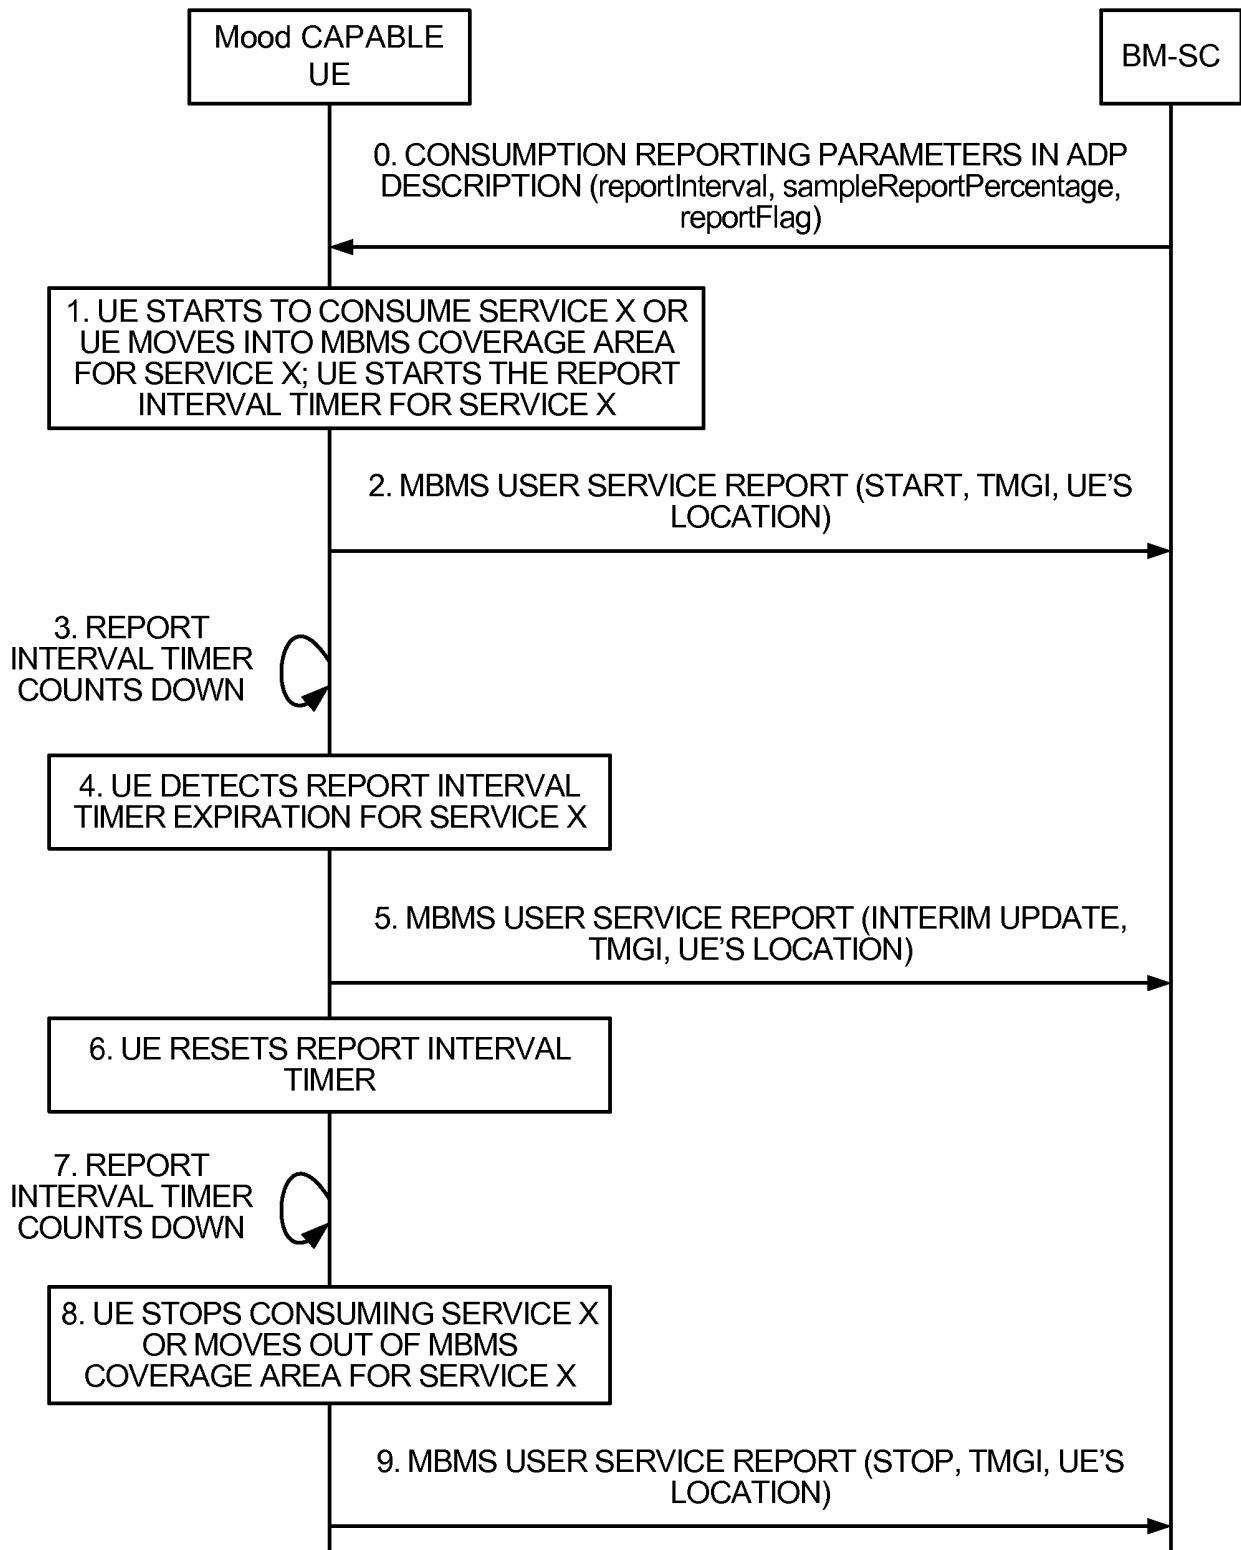 Mood CAPABLE
UE
BM-SC
0. CONSUMPTION REPORTING PARAMETERS IN ADP
DESCRIPTION (reportInterval, sampleReportPercentage,
reportFlag)
1. UE STARTS TO CONSUME SERVICE X OR
UE MOVES INTO MBMS COVERAGE AREA
FOR SERVICE X; UE STARTS THE REPORT
INTERVAL TIMER FOR SERVICE X
2. MBMS USER SERVICE REPORT (START, TMGI, UE'S
LOCATION)
3. REPORT
INTERVAL TIMER
COUNTS DOWN
4. UE DETECTS REPORT INTERVAL
TIMER EXPIRATION FOR SERVICE X
5. MBMS USER SERVICE REPORT (INTERIM UPDATE,
TMGI, UE'S LOCATION)
6. UE RESETS REPORT INTERVAL
TIMER
7. REPORT
INTERVAL TIMER
COUNTS DOWN
8. UE STOPS CONSUMING SERVICE X
OR MOVES OUT OF MBMS
COVERAGE AREA FOR SERVICE X
9. MBMS USER SERVICE REPORT (STOP, TMGI, UE'S
LOCATION)